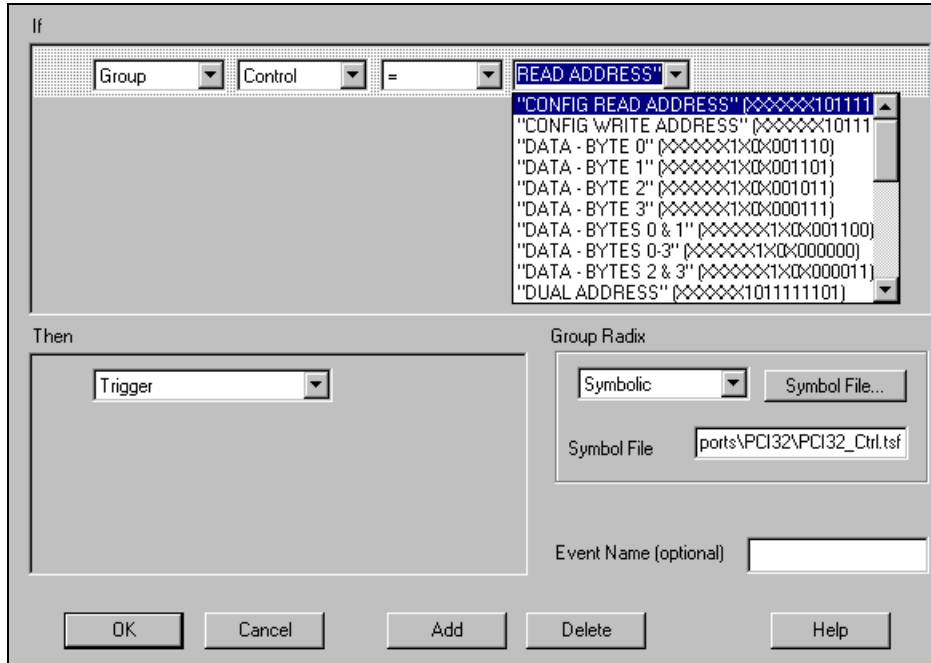 If
Group Control = READ ADDRESS"
"CONFIG READ ADDRESS" (XXXXXX101111
"CONFIG WRITE ADDRESS" (XXXXXX10111
"DATA - BYTE 0" (XXXXXX1X0X001110)
"DATA - BYTE 1" (XXXXXX1X0X001101)
"DATA - BYTE 2" (XXXXXX1X0X001011)
"DATA - BYTE 3" (XXXXXX1X0X000111)
"DATA - BYTES 0 & 1" (XXXXXX1X0X001100)
"DATA - BYTES 0-3" (XXXXXX1X0X000000)
"DATA - BYTES 2 & 3" (XXXXXX1X0X000011)
"DUAL ADDRESS" (XXXXXX1011111101)
Then
Trigger
Group Radix
Symbolic Symbol File...
Symbol File ports\PCI32\PCI32_Ctrl.tsf
Event Name (optional)
OK Cancel Add Delete Help